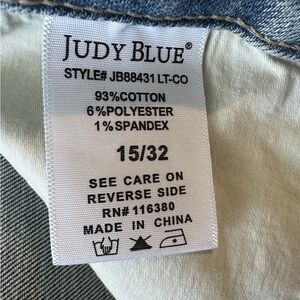 JUDY BLUE®
STYLE# JB88431 LT-CO
93%COTTON
6%POLYESTER
1%SPANDEX
15/32
SEE CARE ON
REVERSE SIDE
RN# 116380
MADE IN CHINA